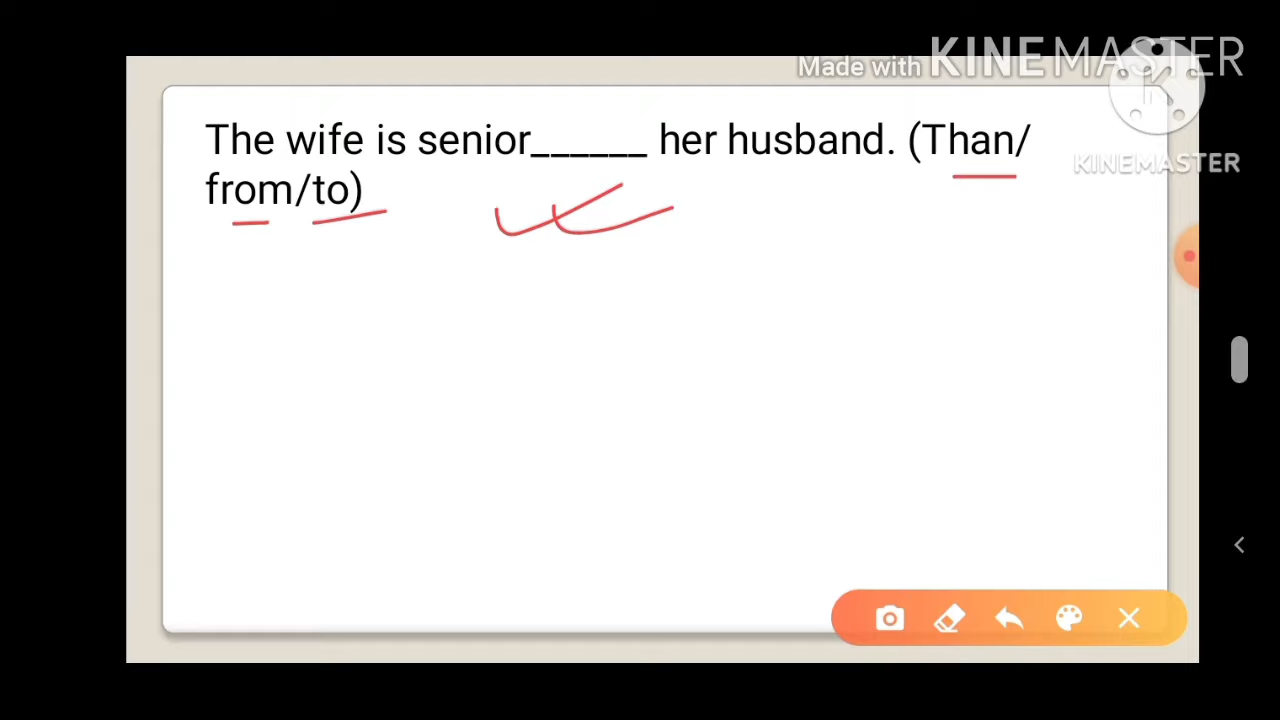 Made with KINEMASTER
KINEMASTER
The wife is senior______ her husband. (Than/
from/to)